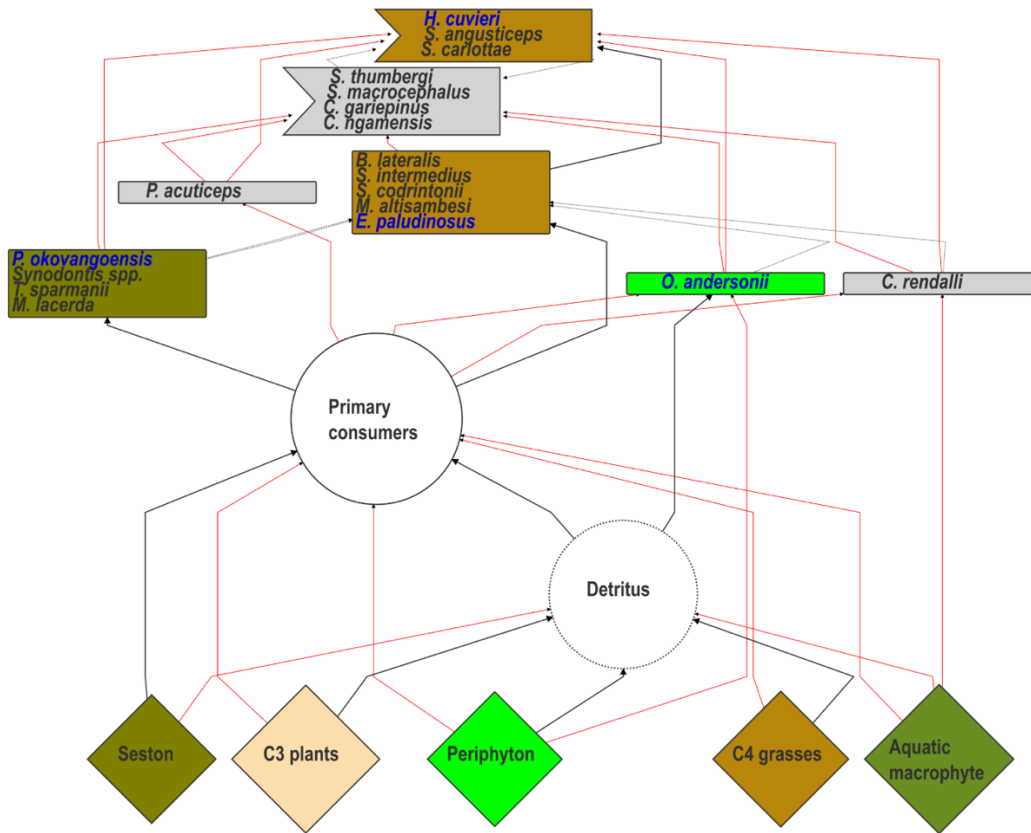 H. cuvieri
S. angusticeps
S. carlottae
S. thumbergi
S. macrocephalus
C. gariepinus
C. ngamensis
B. lateralis
S. intermedius
S. codrintonii
M. altisambesi
E. paludinosus
P. acuticeps
P. okovangoensis
Synodontis spp.
T. sparmanii
M. lacerda
O. andersonii
C. rendalli
Primary
consumers
Detritus
Seston
C3 plants
Periphyton
C4 grasses
Aquatic
macrophyte